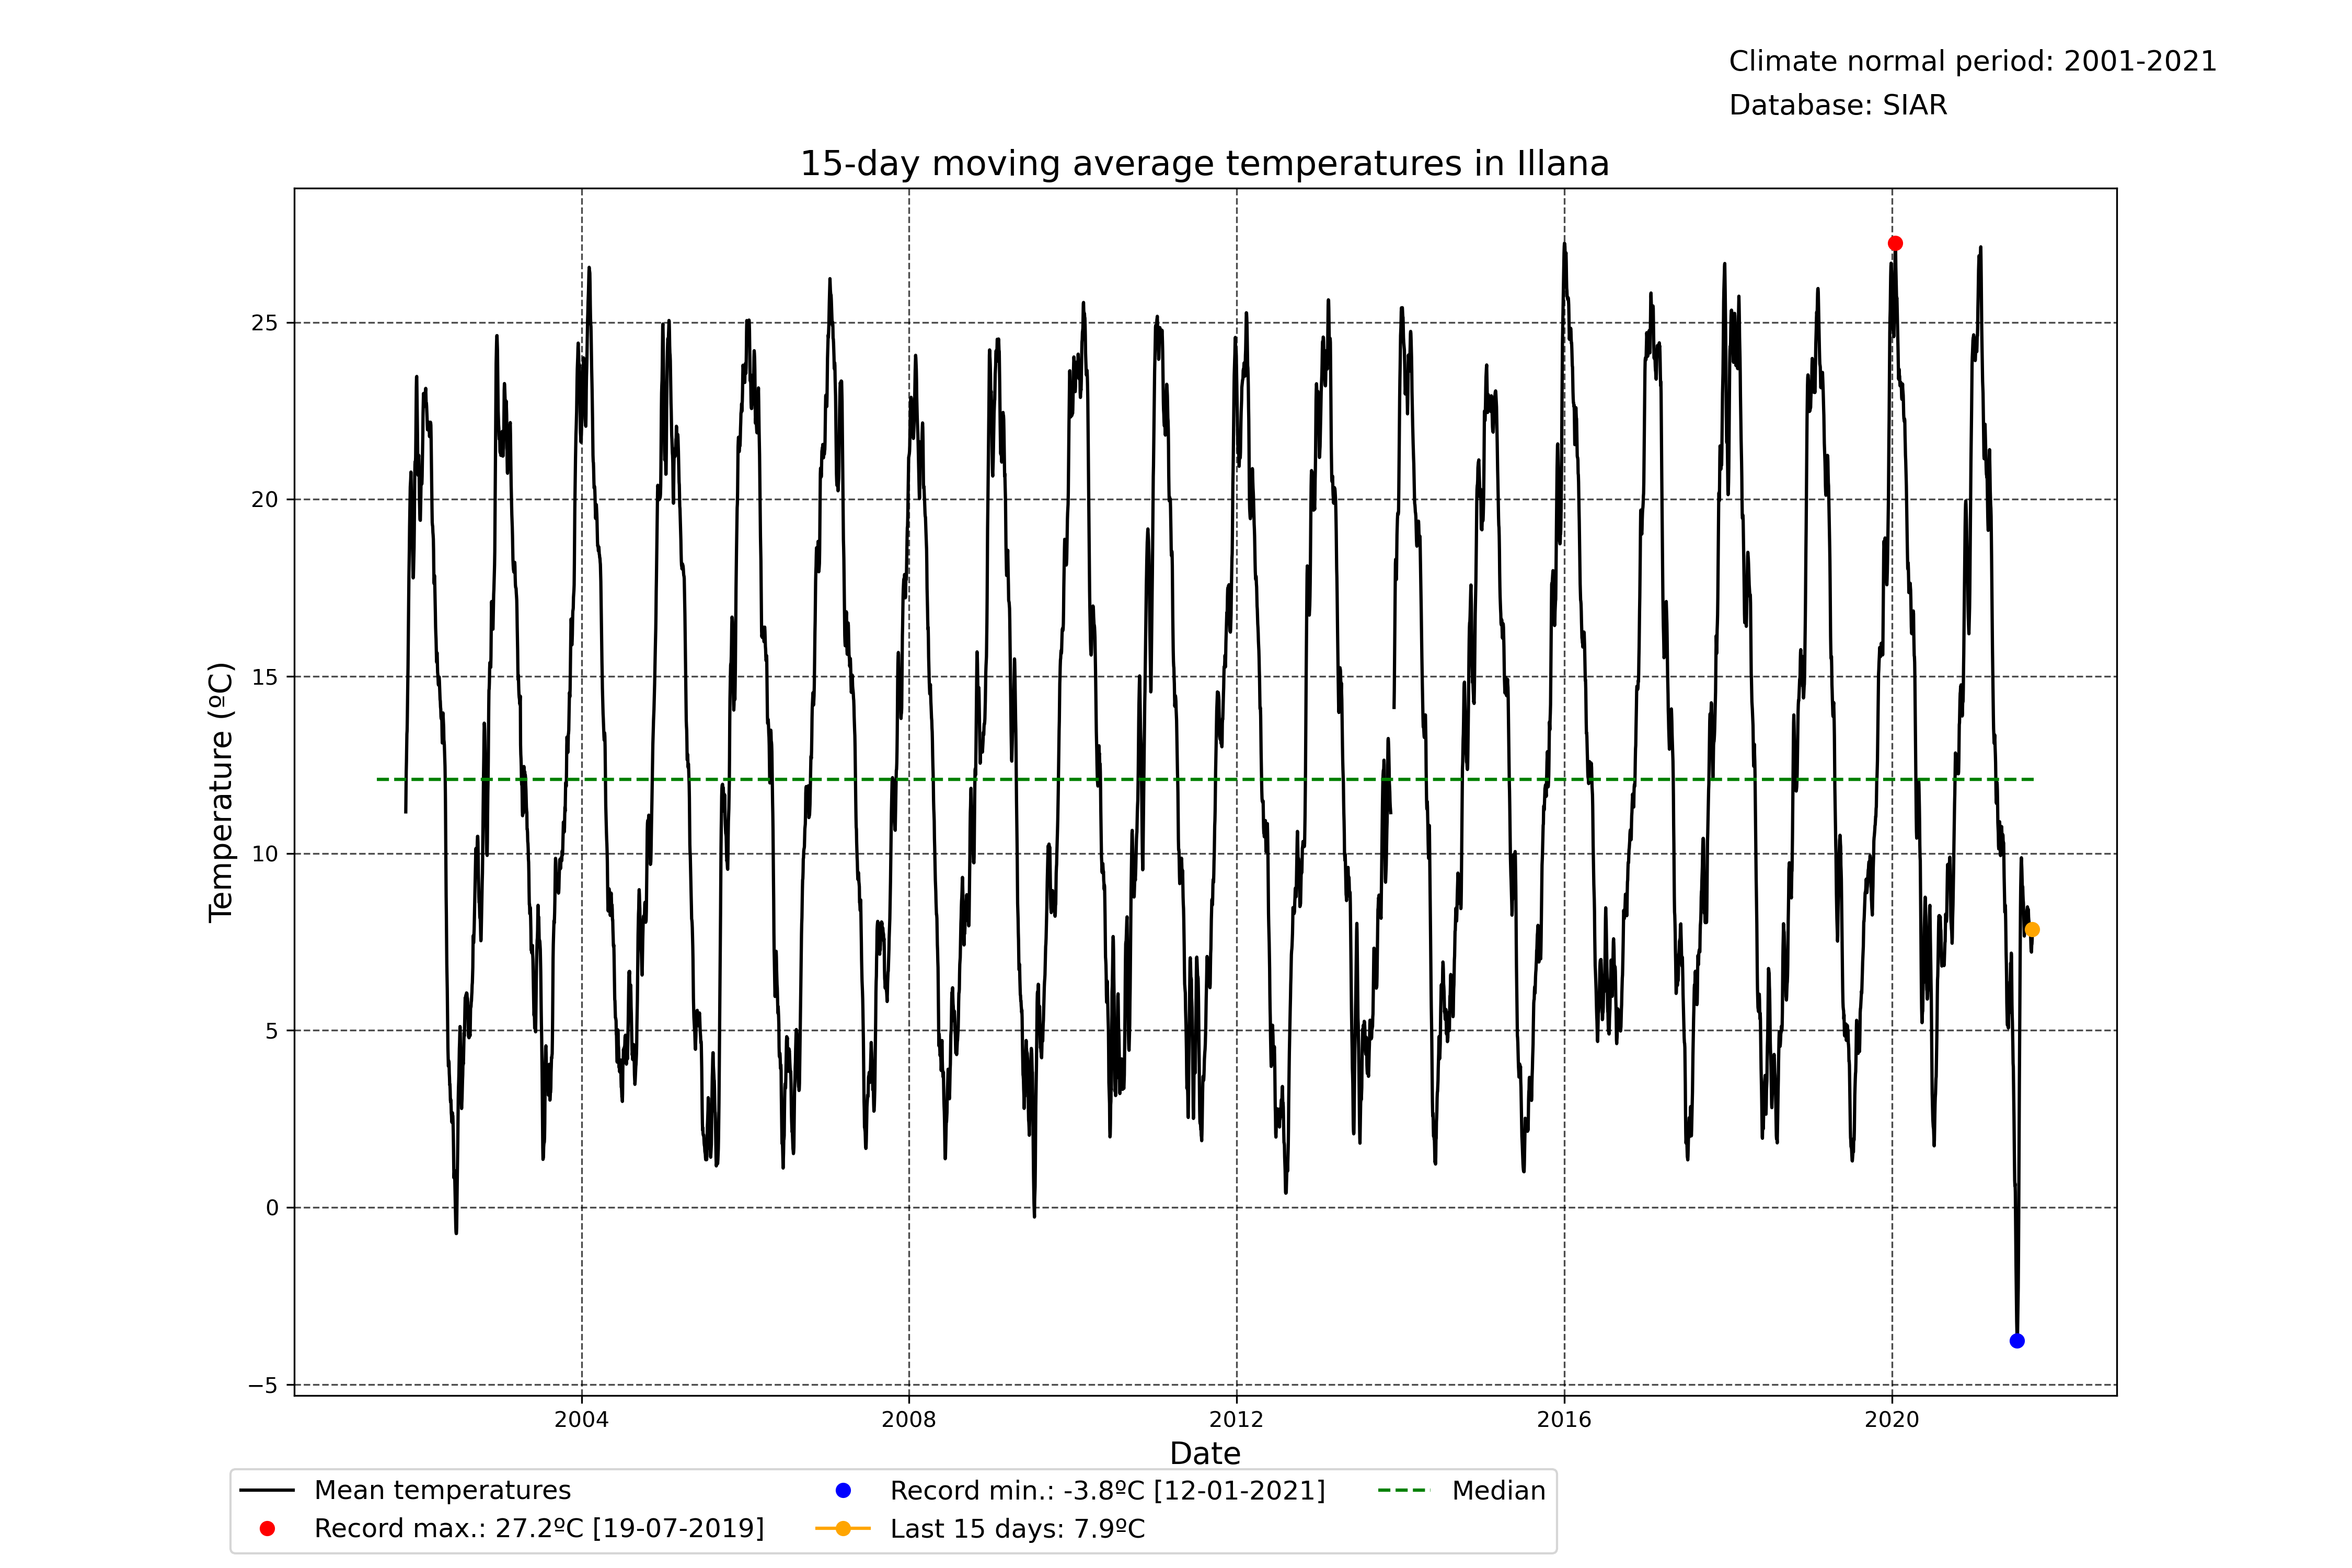 Climate normal period: 2001-2021
Database: SIAR
15-day moving average temperatures in Illana
Temperature (ºC)
25
20
15
10
5
0
−5
2004 2008 2012 2016 2020
Date
Mean temperatures
Record max.: 27.2ºC [19-07-2019]
Record min.: -3.8ºC [12-01-2021]
Last 15 days: 7.9ºC
Median